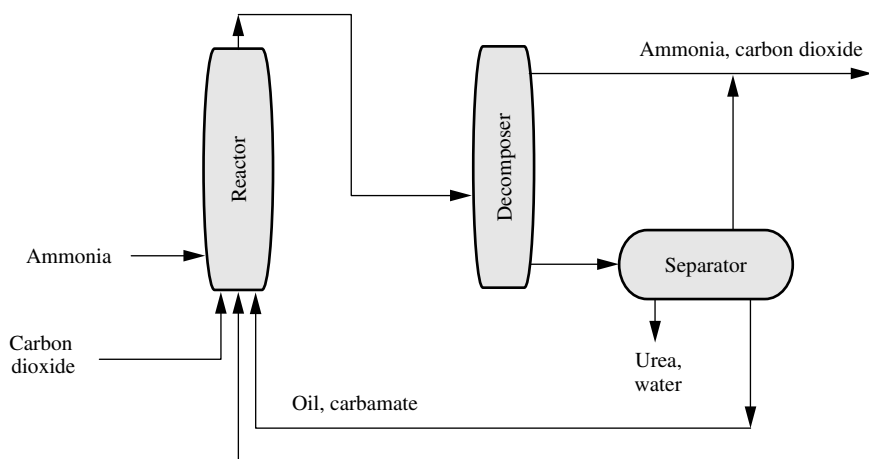 Ammonia, carbon dioxide
Reactor
Decomposer
Ammonia
Separator
Carbon
dioxide
Urea,
water
Oil, carbamate